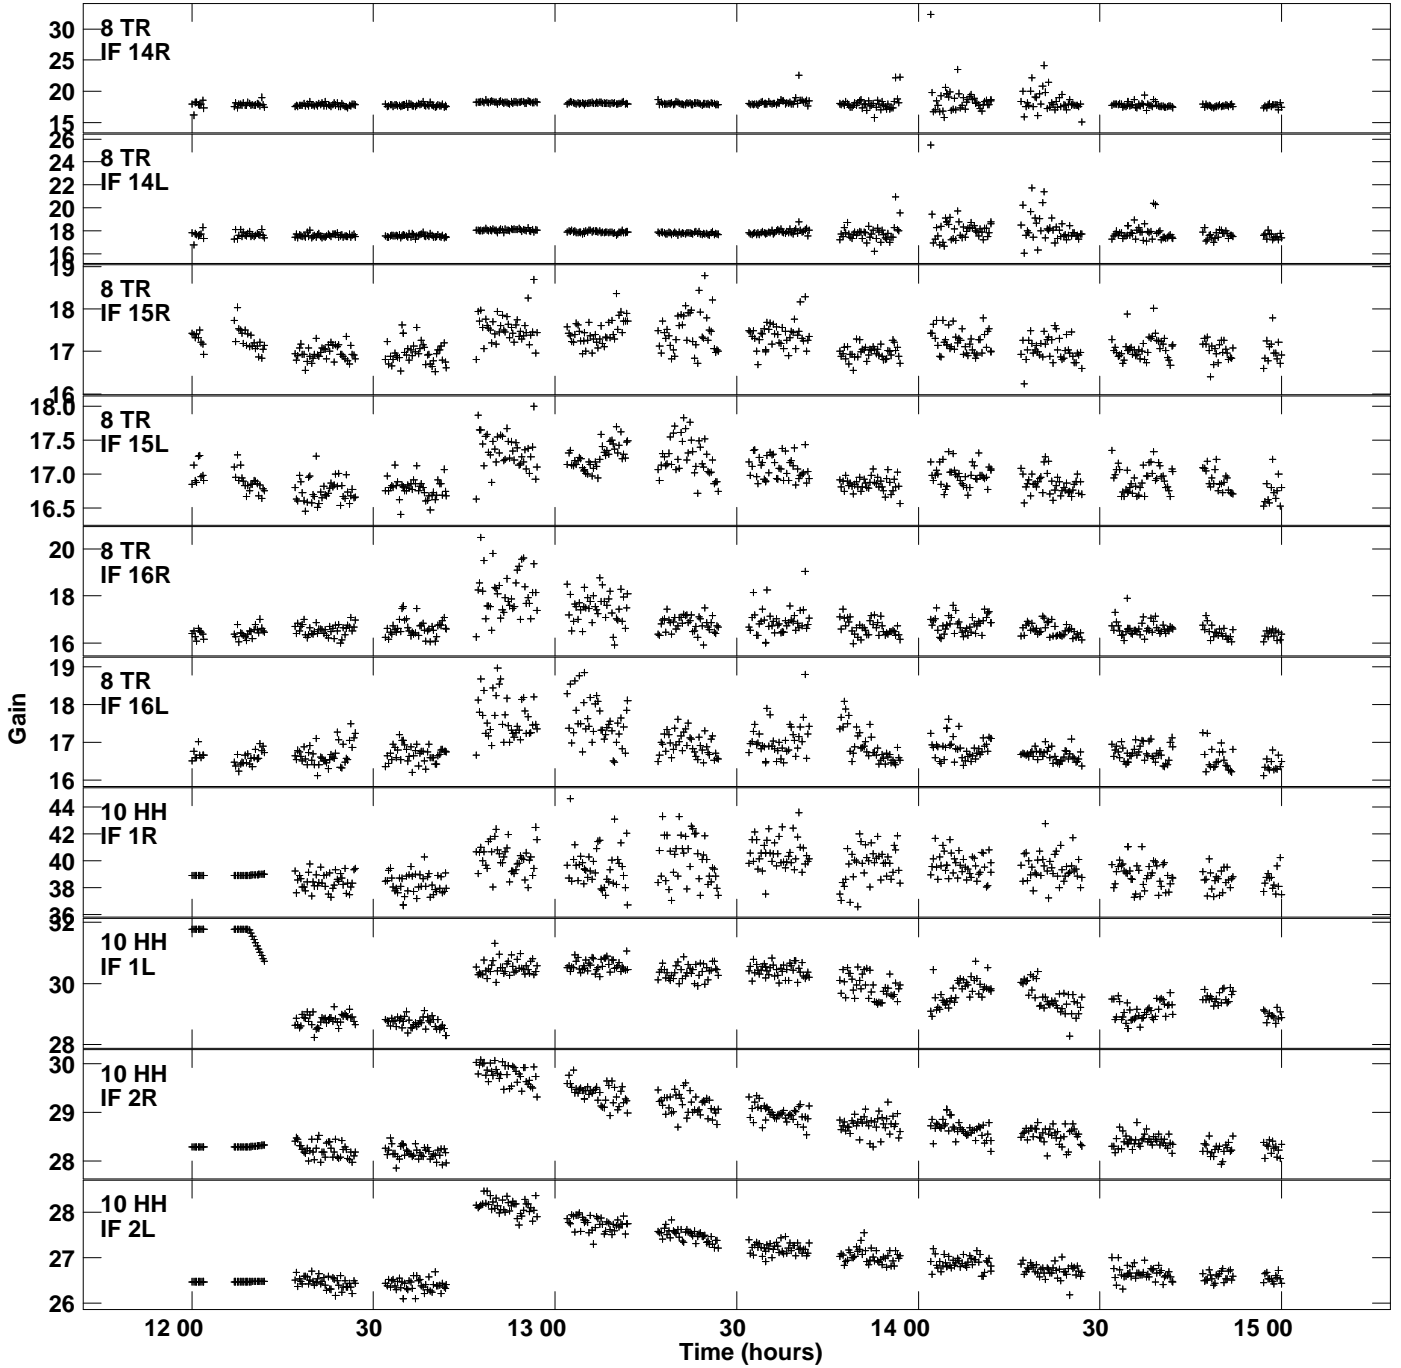 8 TR
IF 14R
30
25
20
15
8 TR
IF 14L
26
24
22
20
18
16
8 TR
IF 15R
19
18
17
16
8 TR
IF 15L
18.0
17.5
17.0
16.5
8 TR
IF 16R
20
18
16
8 TR
IF 16L
19
18
17
16
10 HH
IF 1R
44
42
40
38
36
10 HH
IF 1L
32
30
28
10 HH
IF 2R
30
29
28
10 HH
IF 2L
28
27
26
Gain
12 00
30
13 00
30
14 00
30
15 00
Time (hours)